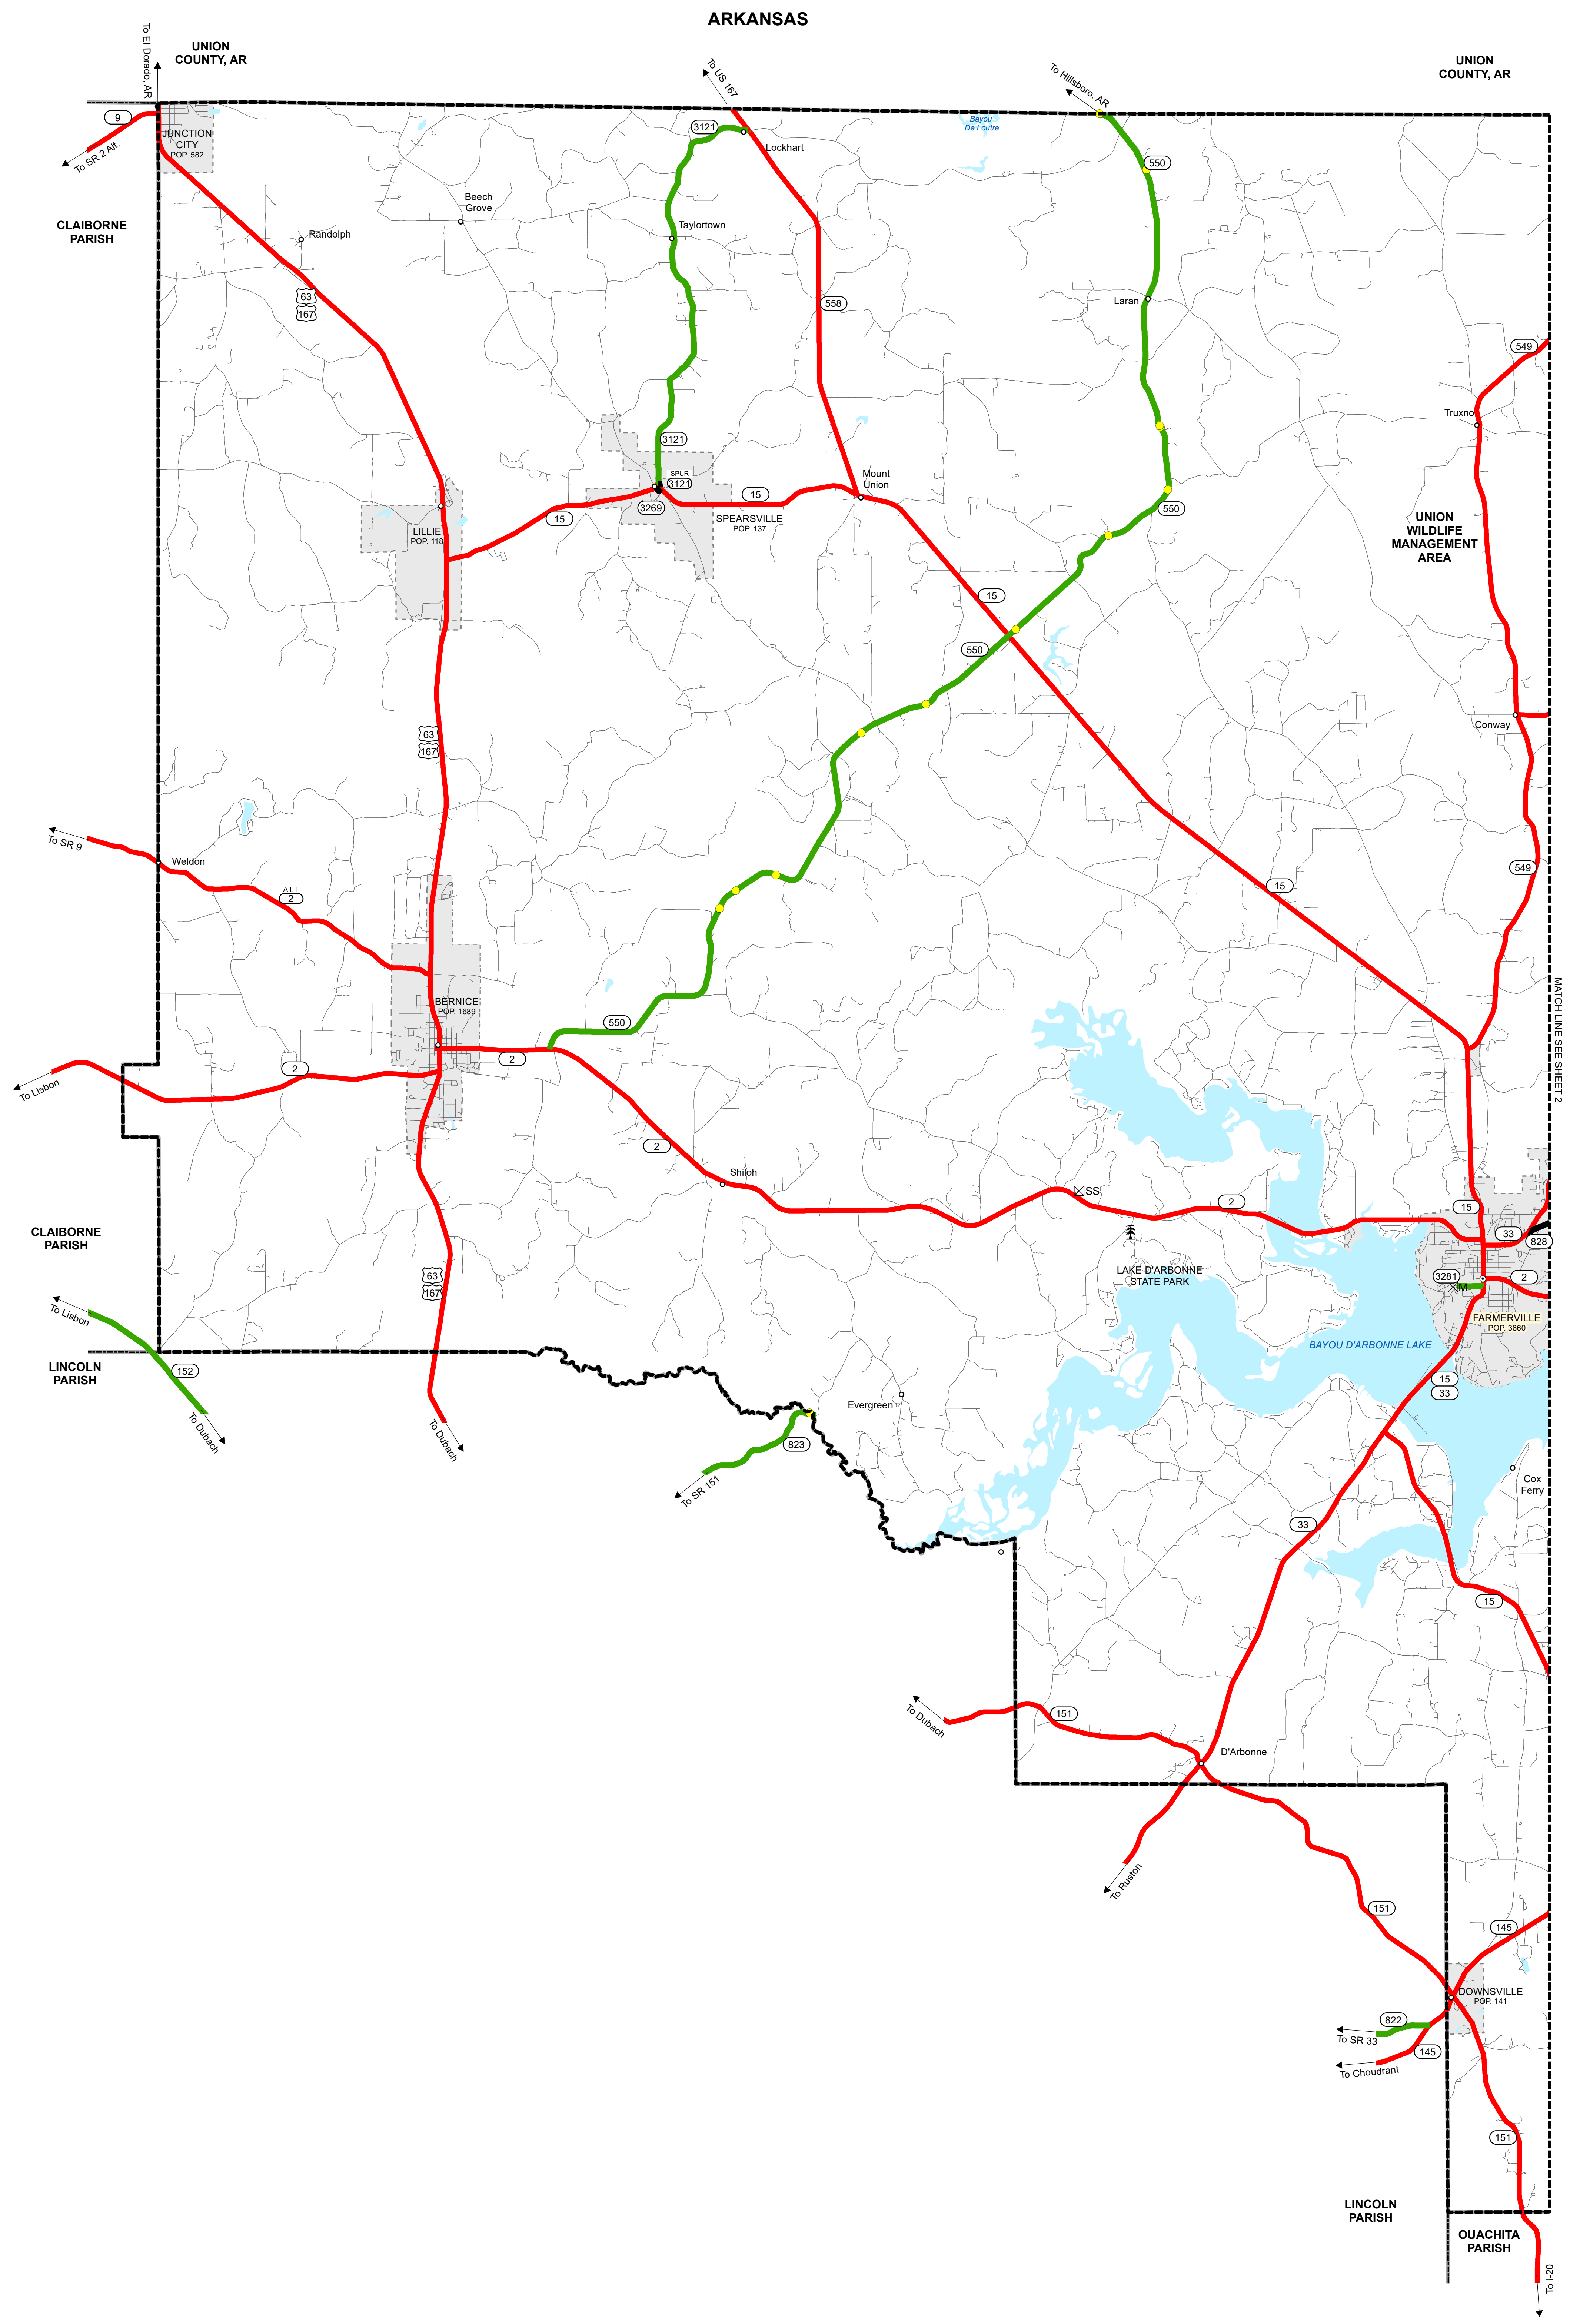 ARKANSAS
To El Dorado, AR
UNION
COUNTY, AR
To US 167
To Hillsboro, AR
UNION
COUNTY, AR
9
To SR 2 Alt.
JUNCTION
CITY
POP. 582
3121
Lockhart
Bayou
De Loutre
550
CLAIBORNE
PARISH
Randolph
Beech
Grove
Taylortown
63
167
558
Laran
549
Truxno
3121
SPUR
3121
3269
15
Mount
Union
LILLIE
POP. 118
15
SPEARSVILLE
POP. 137
550
UNION
WILDLIFE
MANAGEMENT
AREA
15
550
63
167
Conway
To SR 9
Weldon
ALT
2
15
549
BERNICE
POP. 1689
550
2
2
To Lisbon
MATCH LINE SEE SHEET 2
2
Shiloh
SS
2
15
33
828
CLAIBORNE
PARISH
63
167
LAKE D'ARBONNE
STATE PARK
3281
M
2
FARMERVILLE
POP. 3860
BAYOU D'ARBONNE LAKE
To Lisbon
152
LINCOLN
PARISH
To Dubach
To Dubach
15
33
Evergreen
823
To SR 151
Cox
Ferry
33
15
To Dubach
151
D'Arbonne
To Ruston
151
145
DOWNSVILLE
POP. 141
822
To SR 33
145
To Choudrant
151
LINCOLN
PARISH
OUACHITA
PARISH
To I-20